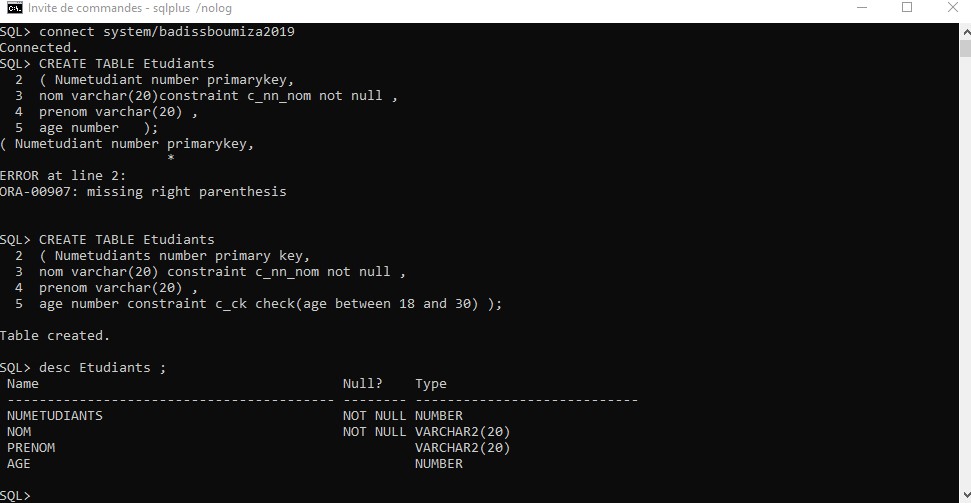 Invite de commandes - sqlplus /nolog
SQL> connect system/badissboumiza2019
Connected.
SQL> CREATE TABLE Etudiants
  2  ( Numetudiant number primarykey,
  3  nom varchar(20)constraint c_nn_nom not null ,
  4  prenom varchar(20) ,
  5  age number   );
( Numetudiant number primarykey,
                     *
ERROR at line 2:
ORA-00907: missing right parenthesis
SQL> CREATE TABLE Etudiants
  2  ( Numetudiants number primary key,
  3  nom varchar(20) constraint c_nn_nom not null ,
  4  prenom varchar(20) ,
  5  age number constraint c_ck check(age between 18 and 30) );
Table created.
SQL> desc Etudiants ;
 Name                                      Null?    Type
 ----------------------------------------- -------- ----------------------------
 NUMETUDIANTS                              NOT NULL NUMBER
 NOM                                       NOT NULL VARCHAR2(20)
 PRENOM                                             VARCHAR2(20)
 AGE                                                NUMBER
SQL>